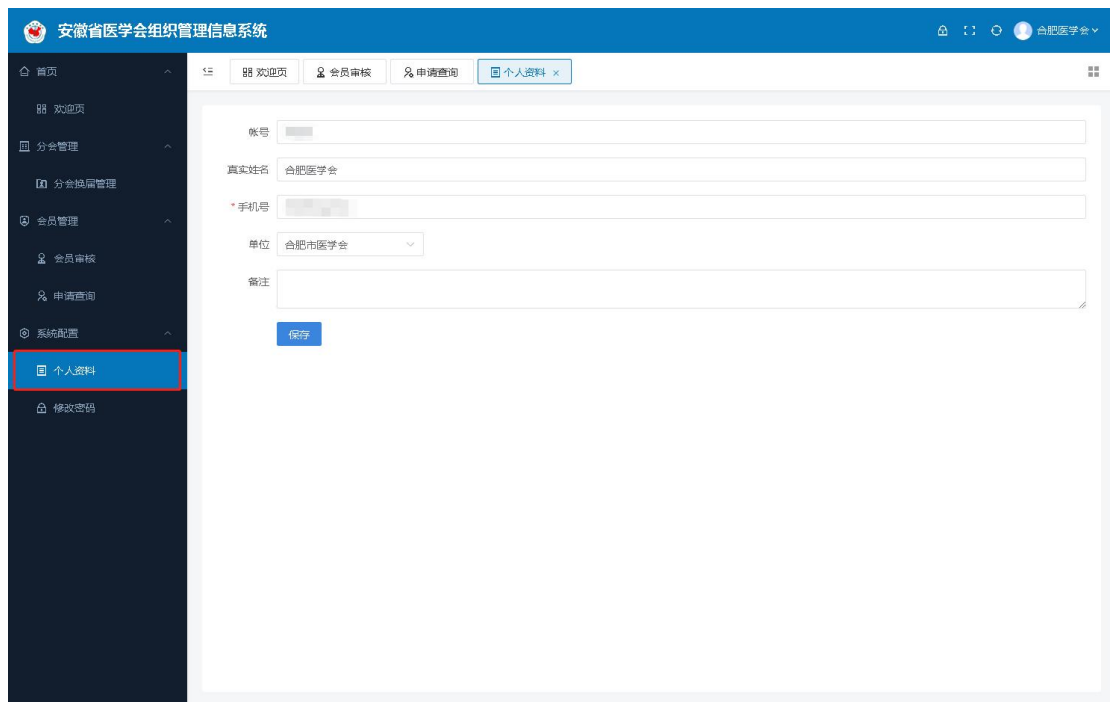 安徽省医学会组织管理信息系统
合肥医学会
首页
欢迎页
分会管理
分会换届管理
会员管理
会员审核
申请查询
系统配置
个人资料
修改密码
欢迎页 会员审核 申请查询 个人资料 ×
帐号
真实姓名 合肥医学会
*手机号
单位 合肥市医学会
备注
保存